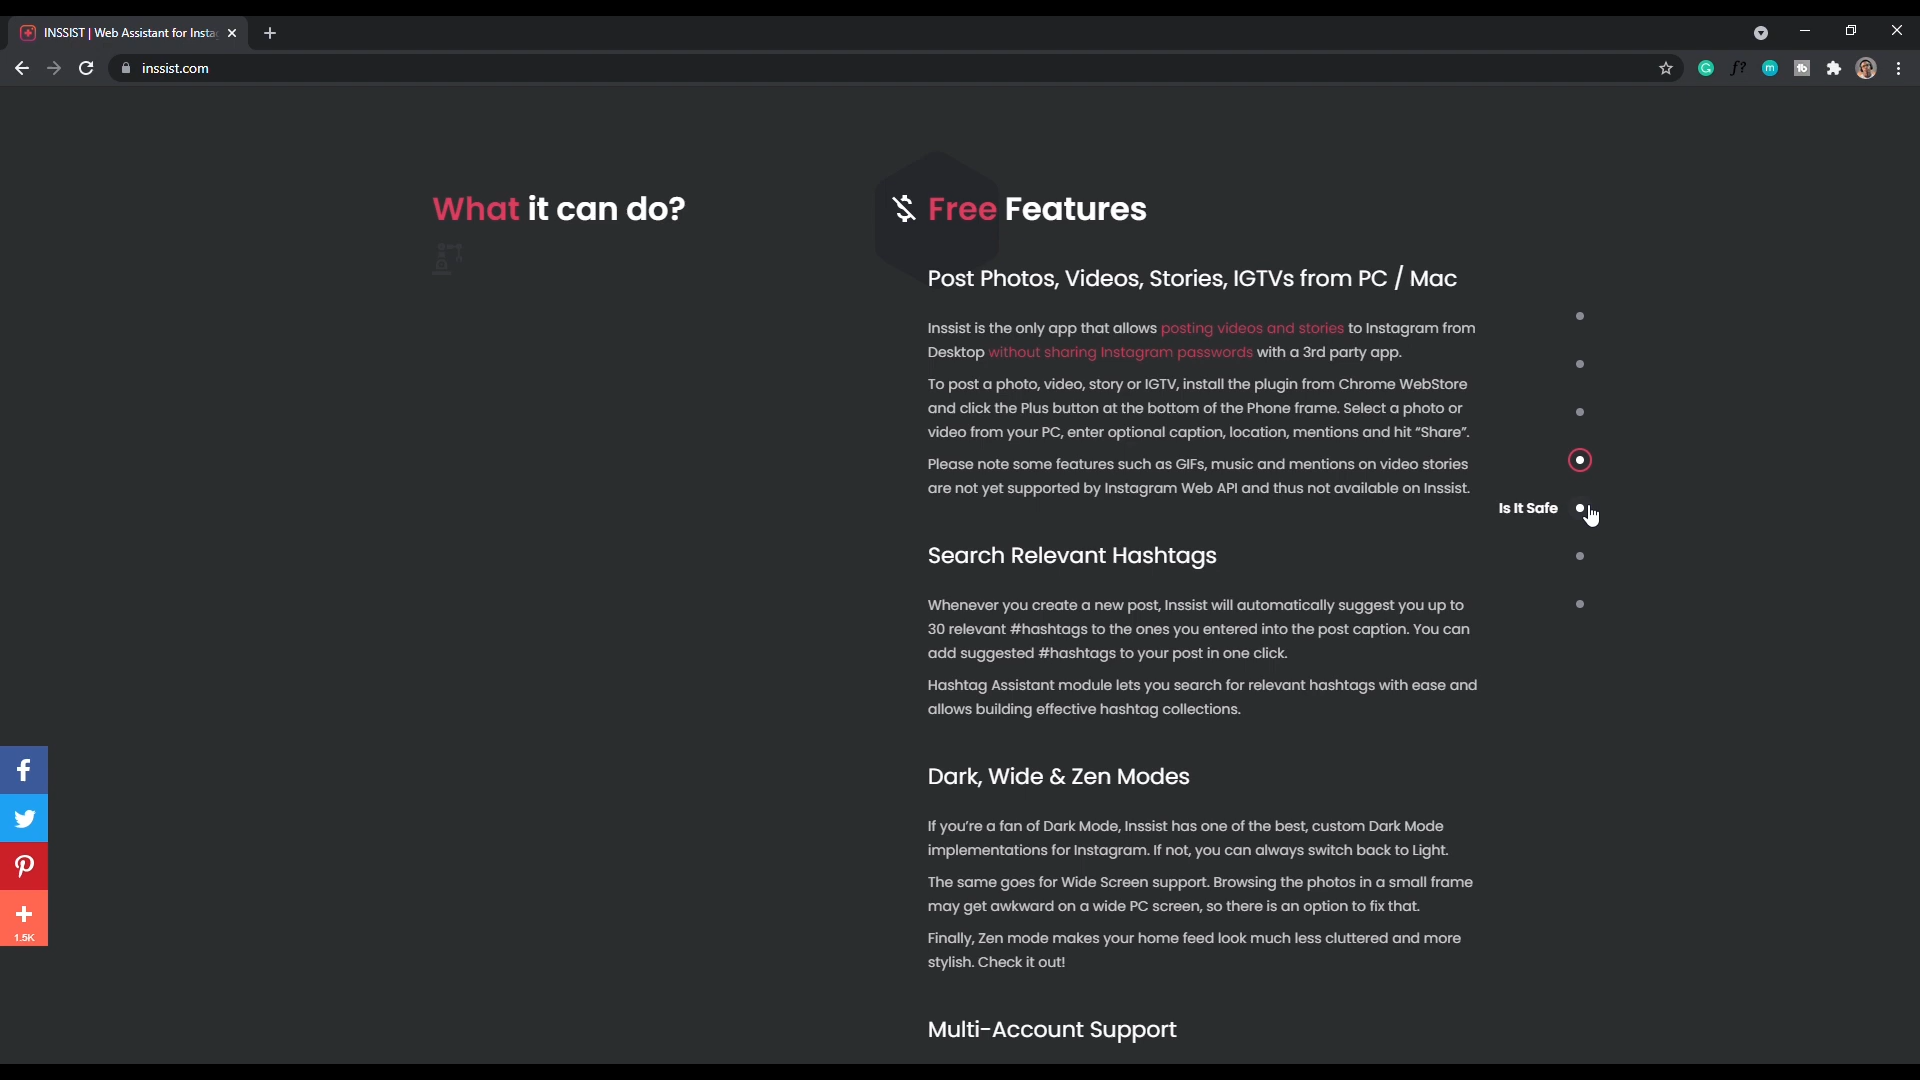 INSSIST | Web Assistant for Insta
inssist.com
What it can do?
Free Features
Post Photos, Videos, Stories, IGTVs from PC / Mac
Inssist is the only app that allows posting videos and stories to Instagram from
Desktop without sharing Instagram passwords with a 3rd party app.
To post a photo, video, story or IGTV, install the plugin from Chrome WebStore
and click the Plus button at the bottom of the Phone frame. Select a photo or
video from your PC, enter optional caption, location, mentions and hit “Share”.
Please note some features such as GIFs, music and mentions on video stories
are not yet supported by Instagram Web API and thus not available on Inssist.
Is It Safe
Search Relevant Hashtags
Whenever you create a new post, Inssist will automatically suggest you up to
30 relevant #hashtags to the ones you entered into the post caption. You can
add suggested #hashtags to your post in one click.
Hashtag Assistant module lets you search for relevant hashtags with ease and
allows building effective hashtag collections.
Dark, Wide & Zen Modes
If you're a fan of Dark Mode, Inssist has one of the best, custom Dark Mode
implementations for Instagram. If not, you can always switch back to Light.
The same goes for Wide Screen support. Browsing the photos in a small frame
may get awkward on a wide PC screen, so there is an option to fix that.
Finally, Zen mode makes your home feed look much less cluttered and more
stylish. Check it out!
Multi-Account Support
1.5K